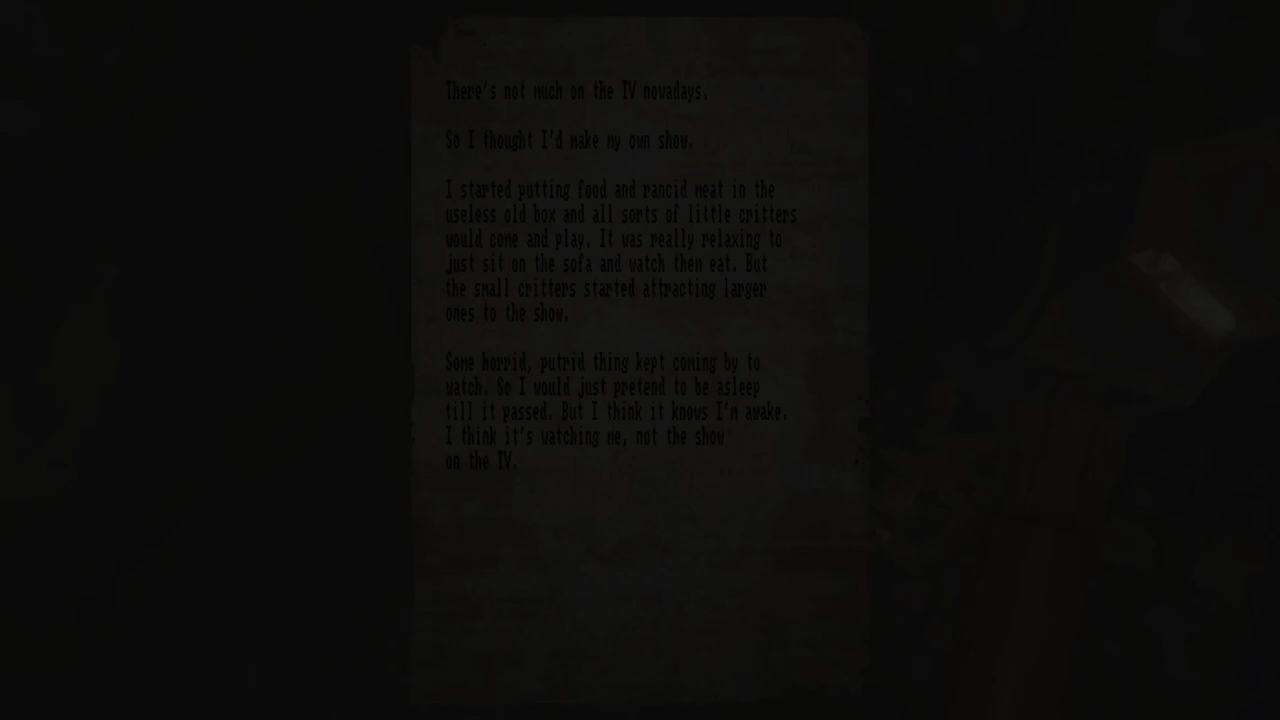 There's not much on the TV nowadays.
So I thought I'd make my own show.
I started putting food and rancid meat in the
useless old box and all sorts of little critters
would come and play. It was really relaxing to
just sit on the sofa and watch them eat. But
the small critters started attracting larger
ones to the show.
Some horrid, putrid thing kept coming by to
watch. So I would just pretend to be asleep
till it passed. But I think it knows I'm awake.
I think it's watching me, not the show
on the TV.